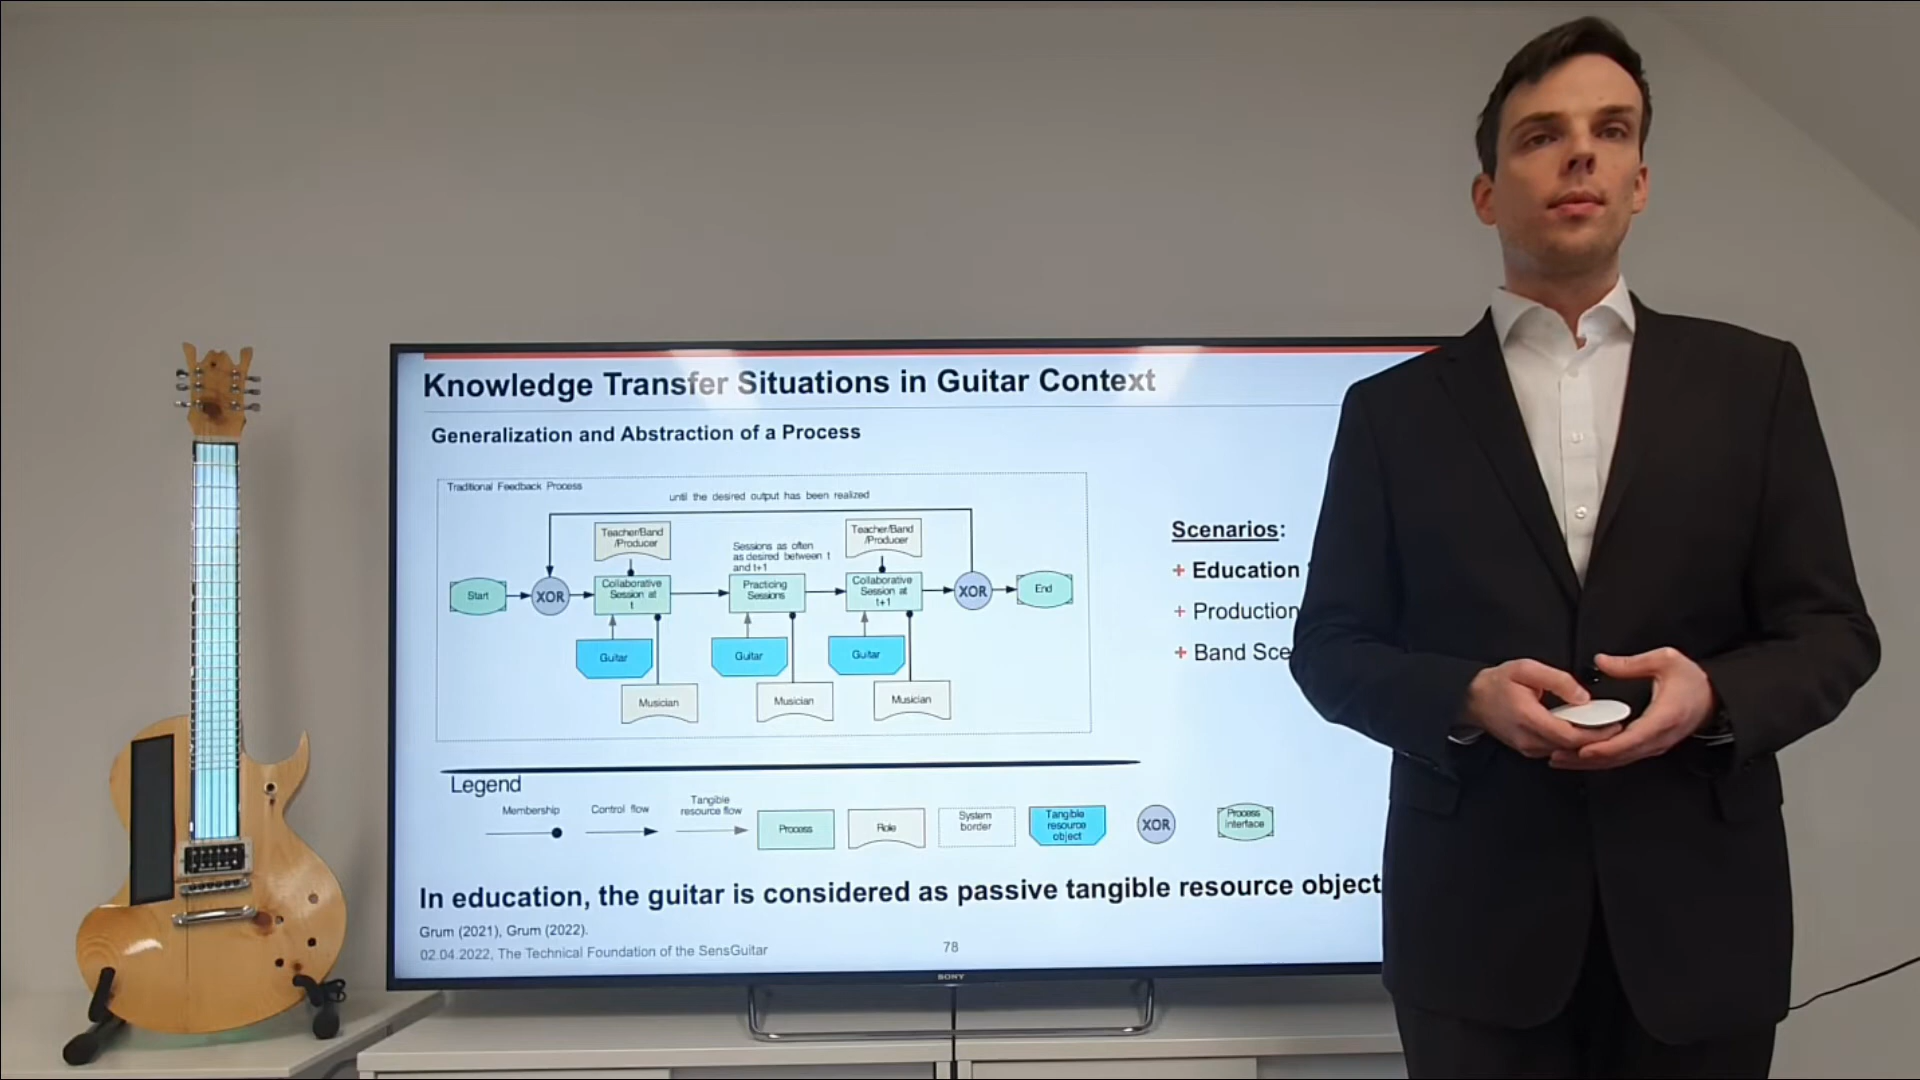 Knowledge Transfer Situations in Guitar Context
Generalization and Abstraction of a Process
Traditional Feedback Process
until the desired output has been realized
Teacher/Band
/Producer
Sessions as often
as desired between t
and t+1
Teacher/Band
/Producer
Start
XOR
Collaborative
Session at
t
Practicing
Sessions
Collaborative
Session at
t+1
XOR
End
Guitar
Guitar
Guitar
Musician
Musician
Musician
Scenarios:
+ Education
+ Production
+ Band Sce
Legend
Membership
Control flow
Tangible
resource flow
Process
Role
System
border
Tangible
resource
object
XOR
Process
interface
In education, the guitar is considered as passive tangible resource object
Grum (2021), Grum (2022).
02.04.2022, The Technical Foundation of the SensGuitar
78
SONY